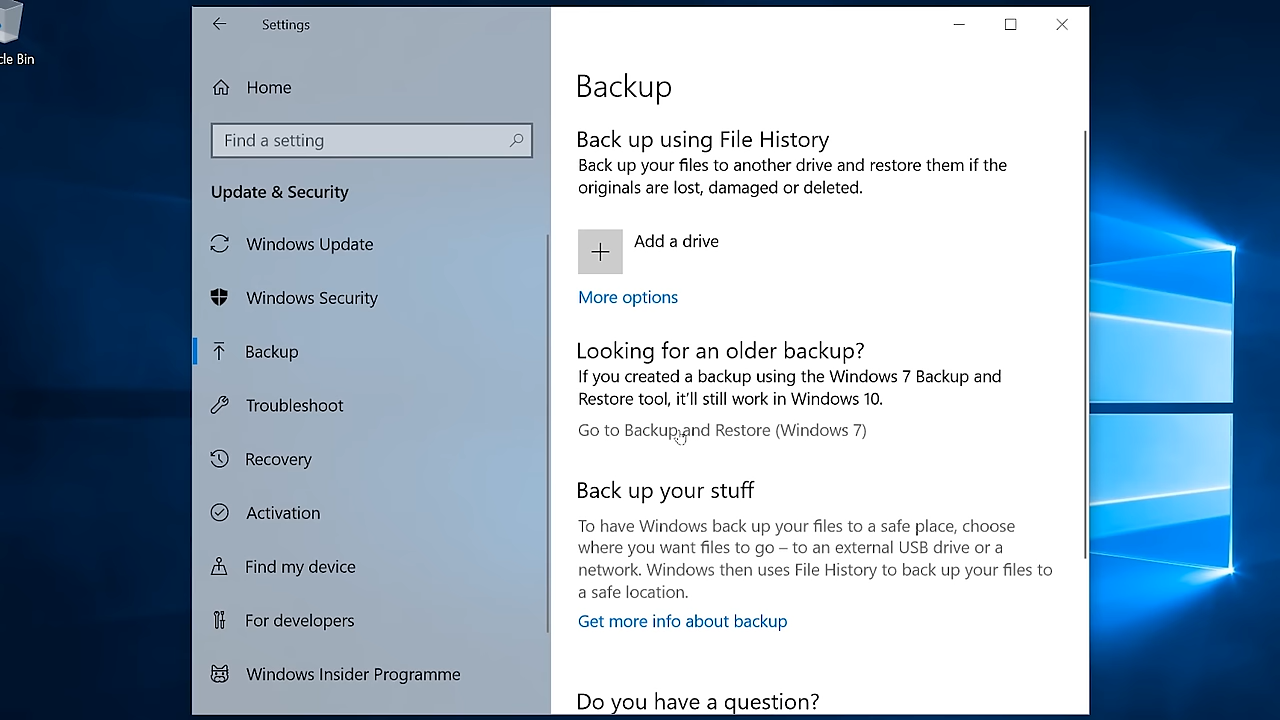 cle Bin
Settings
Home
Find a setting
Update & Security
Windows Update
Windows Security
Backup
Troubleshoot
Recovery
Activation
Find my device
For developers
Windows Insider Programme
Backup
Back up using File History
Back up your files to another drive and restore them if the
originals are lost, damaged or deleted.
Add a drive
More options
Looking for an older backup?
If you created a backup using the Windows 7 Backup and
Restore tool, it'll still work in Windows 10.
Go to Backup and Restore (Windows 7)
Back up your stuff
To have Windows back up your files to a safe place, choose
where you want files to go – to an external USB drive or a
network. Windows then uses File History to back up your files to
a safe location.
Get more info about backup
Do you have a question?